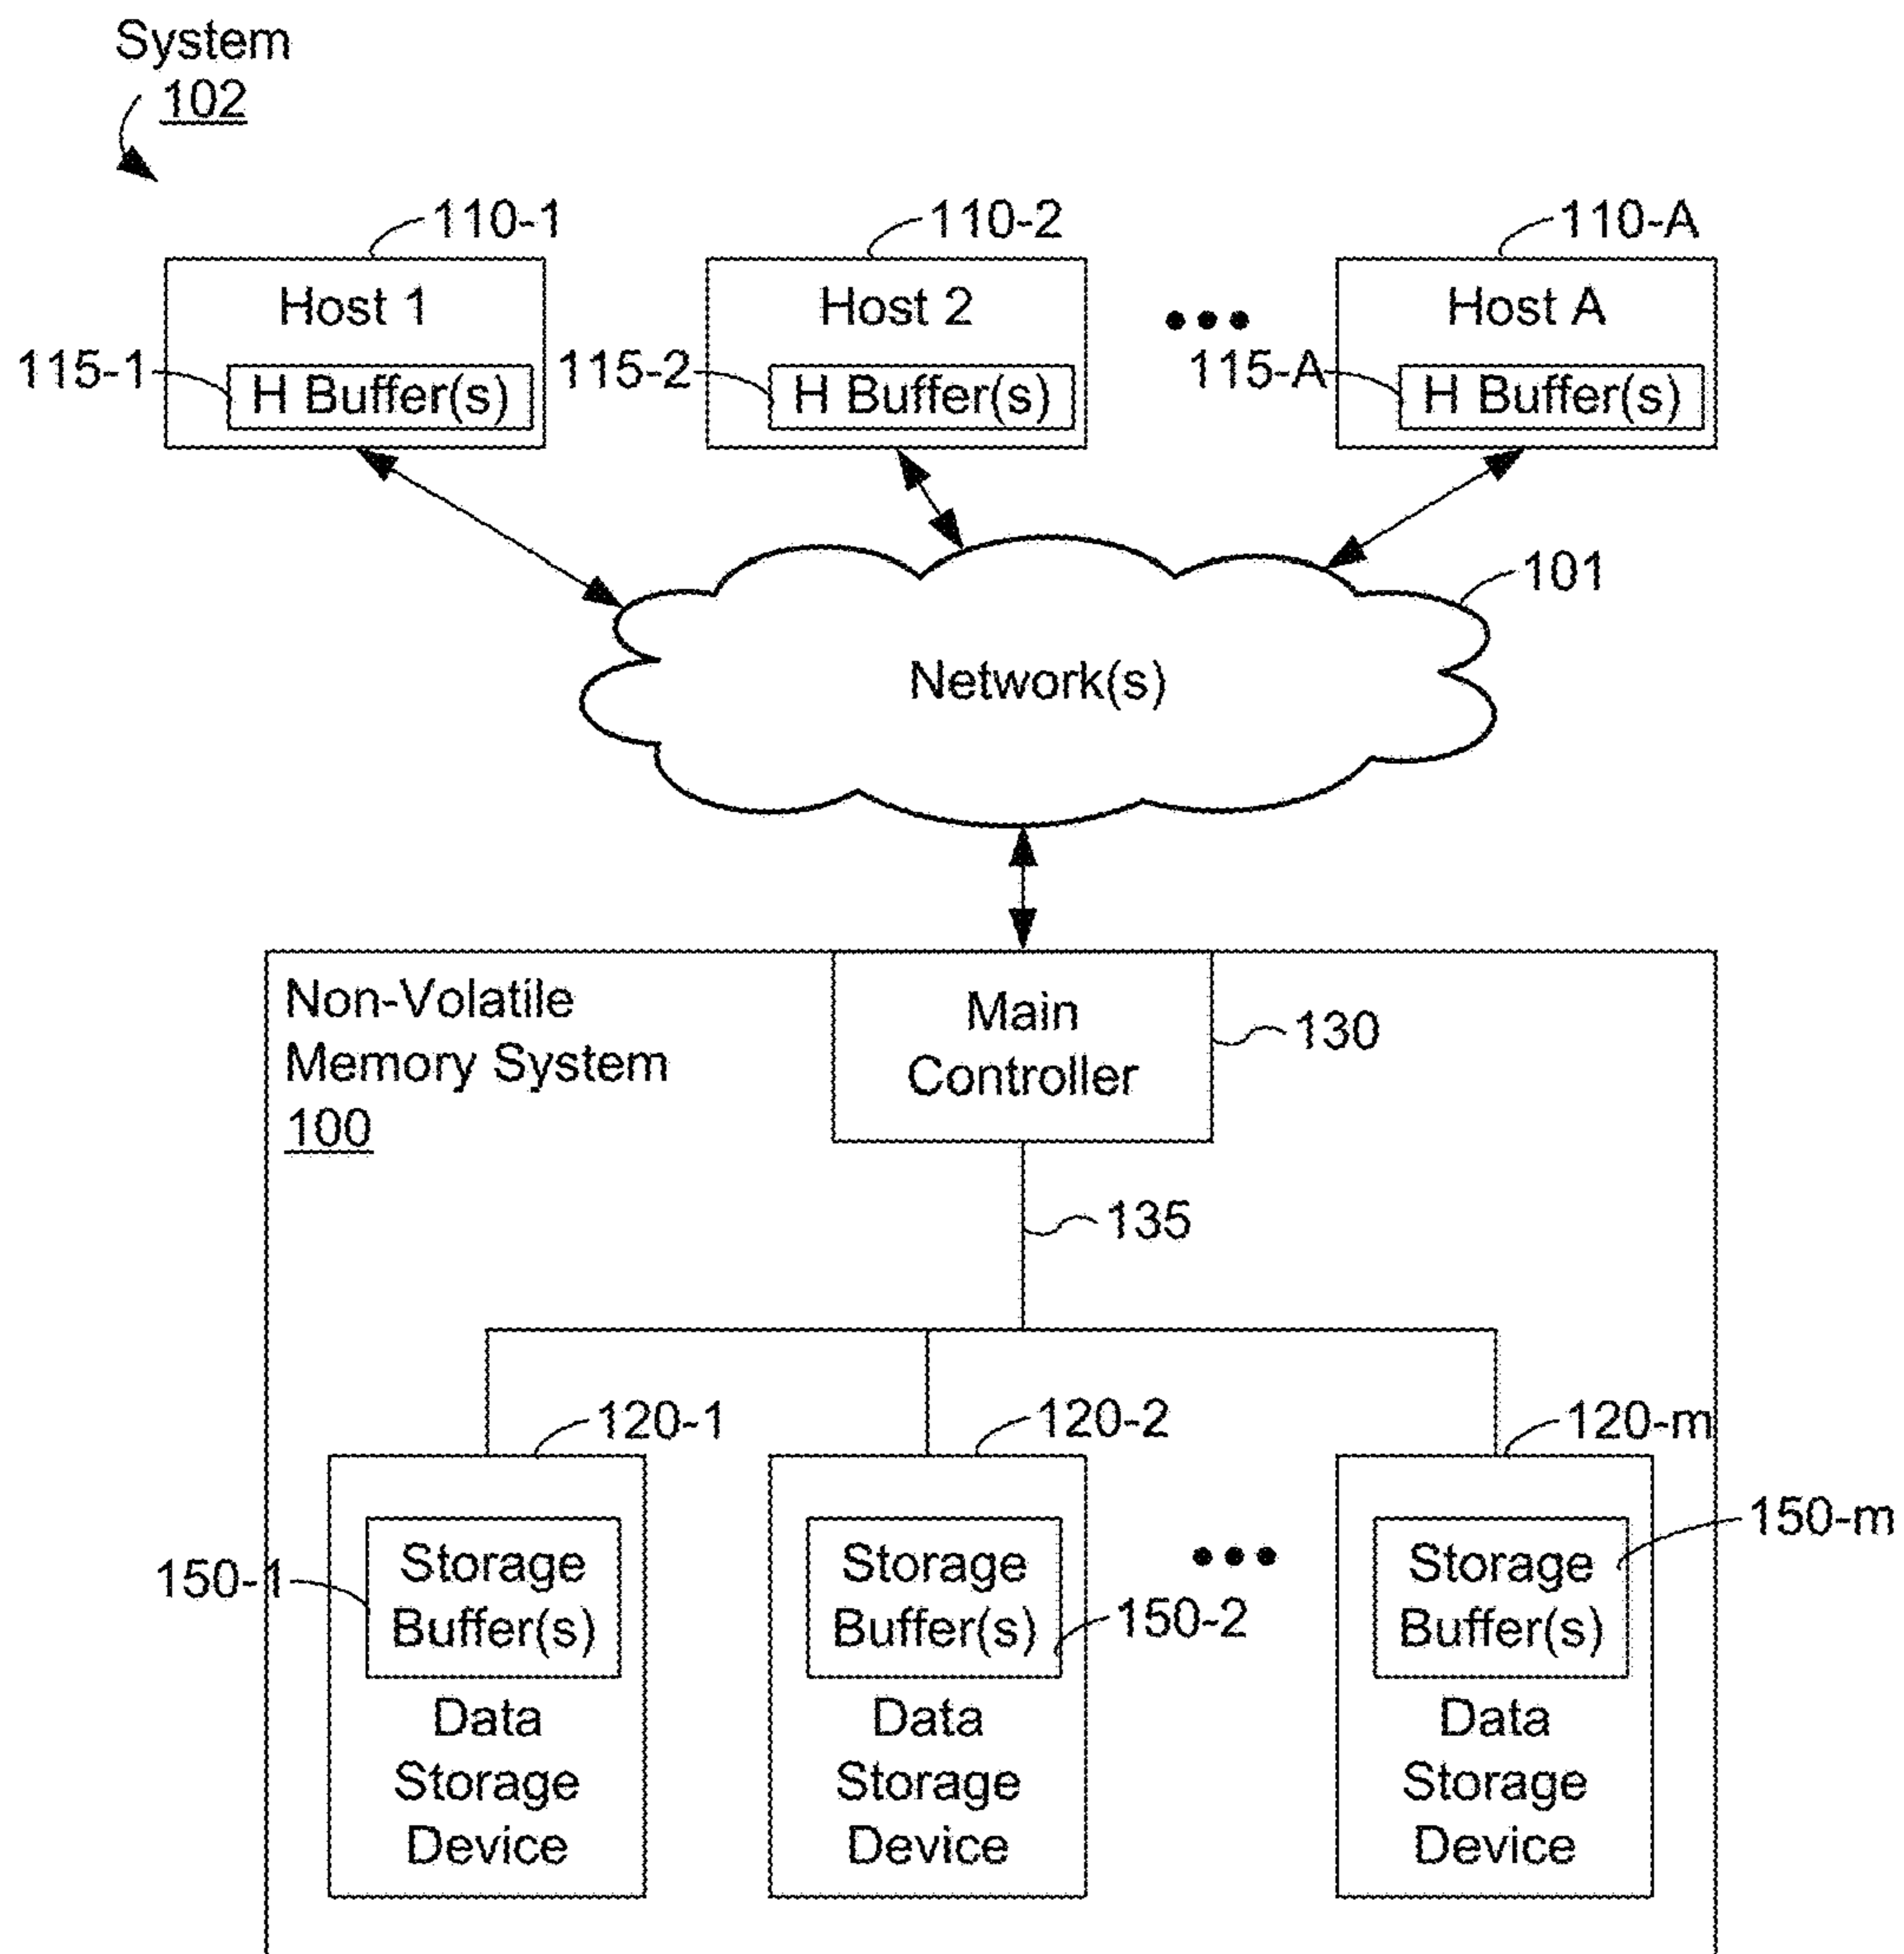 System
102
110-1
110-2
110-A
Host 1
Host 2
Host A
115-1
H Buffer(s)
115-2
H Buffer(s)
115-A
H Buffer(s)
101
Network(s)
Non-Volatile
Memory System
100
Main
Controller
130
135
120-1
120-2
120-m
150-1
Storage
Buffer(s)
Data
Storage
Device
Storage
Buffer(s)
150-2
Data
Storage
Device
Storage
Buffer(s)
150-m
Data
Storage
Device